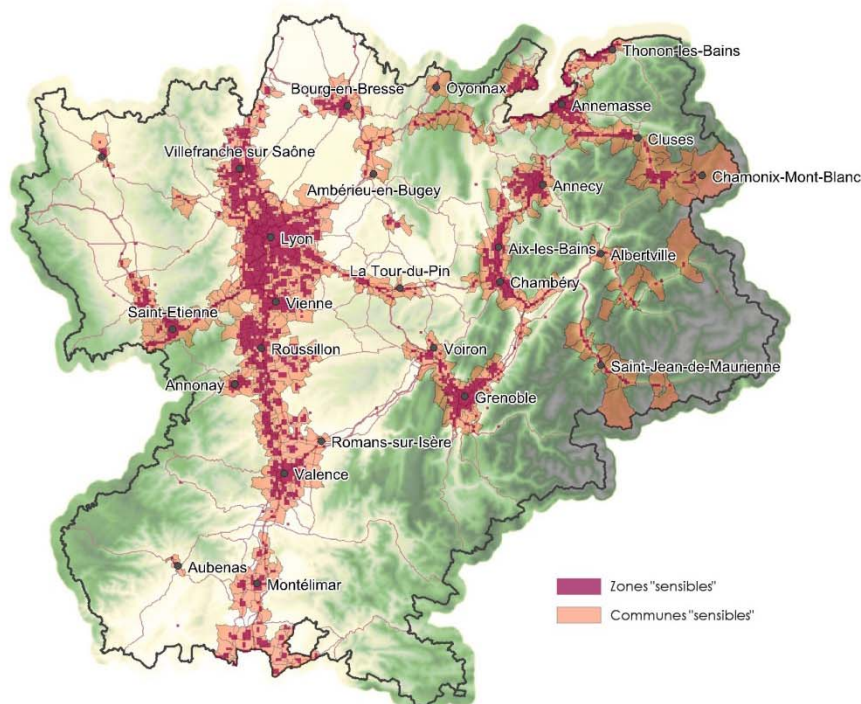 Thonon-les-Bains
Bourg-en-Bresse
Oyonnax
Annemasse
Cluses
Villefranche sur Saône
Ambérieu-en-Bugey
Annecy
Chamonix-Mont-Blanc
Lyon
Aix-les-Bains
Albertville
La Tour-du-Pin
Chambéry
Vienne
Saint-Etienne
Roussillon
Voiron
Saint-Jean-de-Maurienne
Annonay
Grenoble
Romans-sur-Isère
Valence
Aubenas
Montélimar
Zones "sensibles"
Communes "sensibles"